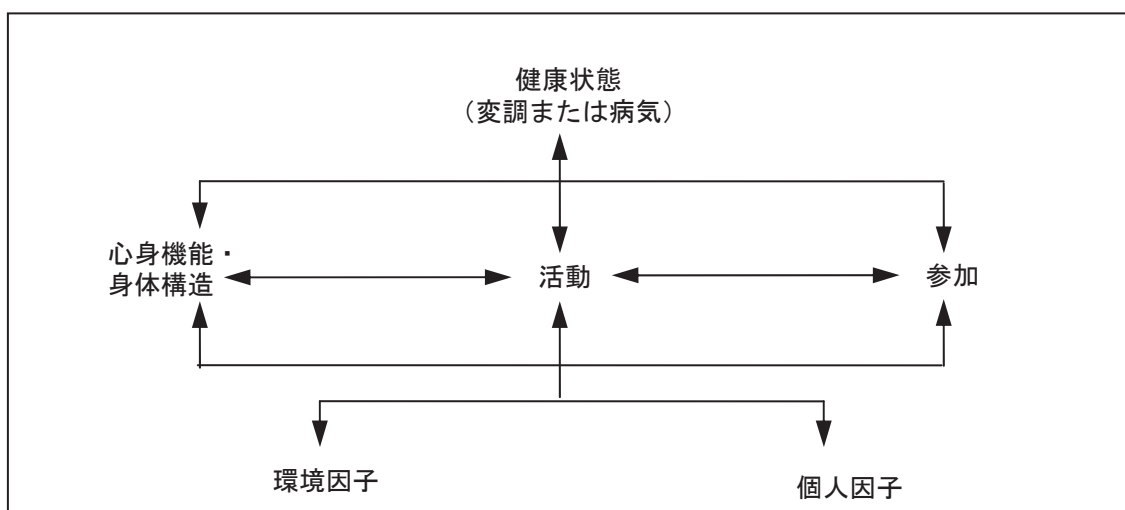 健康状態
(変調または病気)
心身機能・
身体構造
活動
参加
環境因子
個人因子